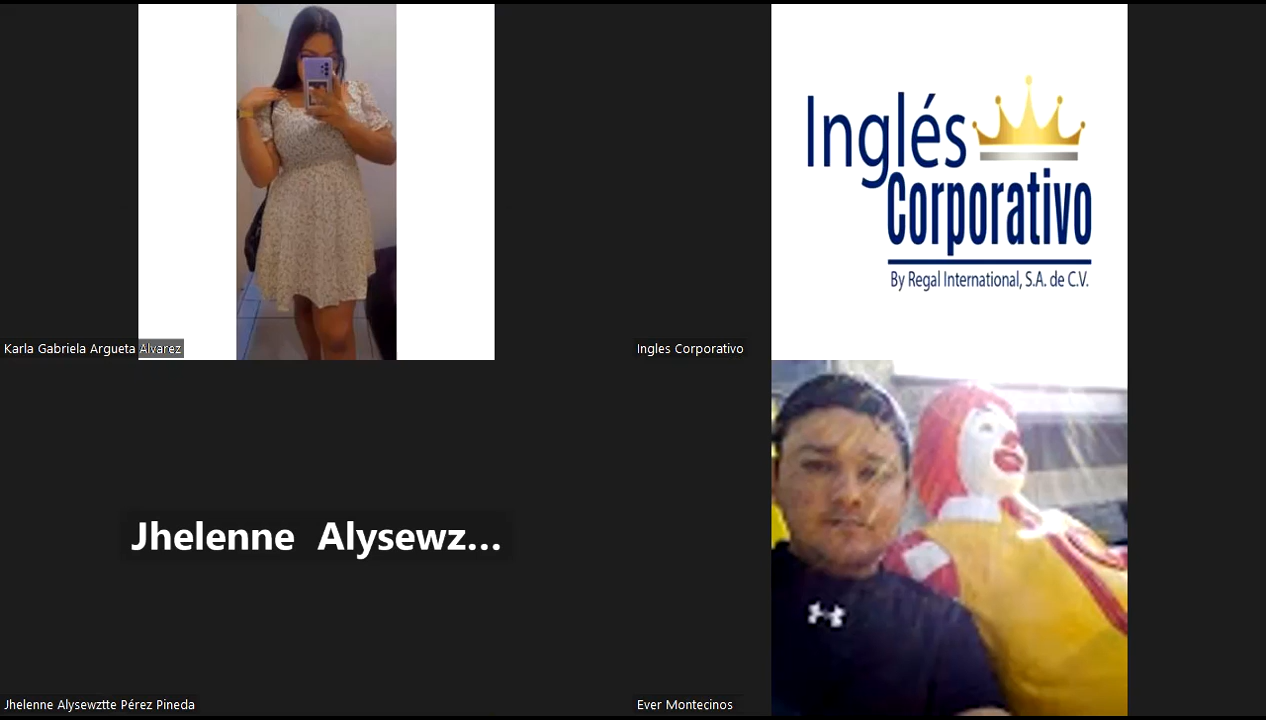 Karla Gabriela Argueta Alvarez
Inglés
Corporativo
By Regal International, S.A. de C.V.
Ingles Corporativo
Jhelenne Alysewz...
Jhelenne Alysewztte Pérez Pineda
Ever Montecinos